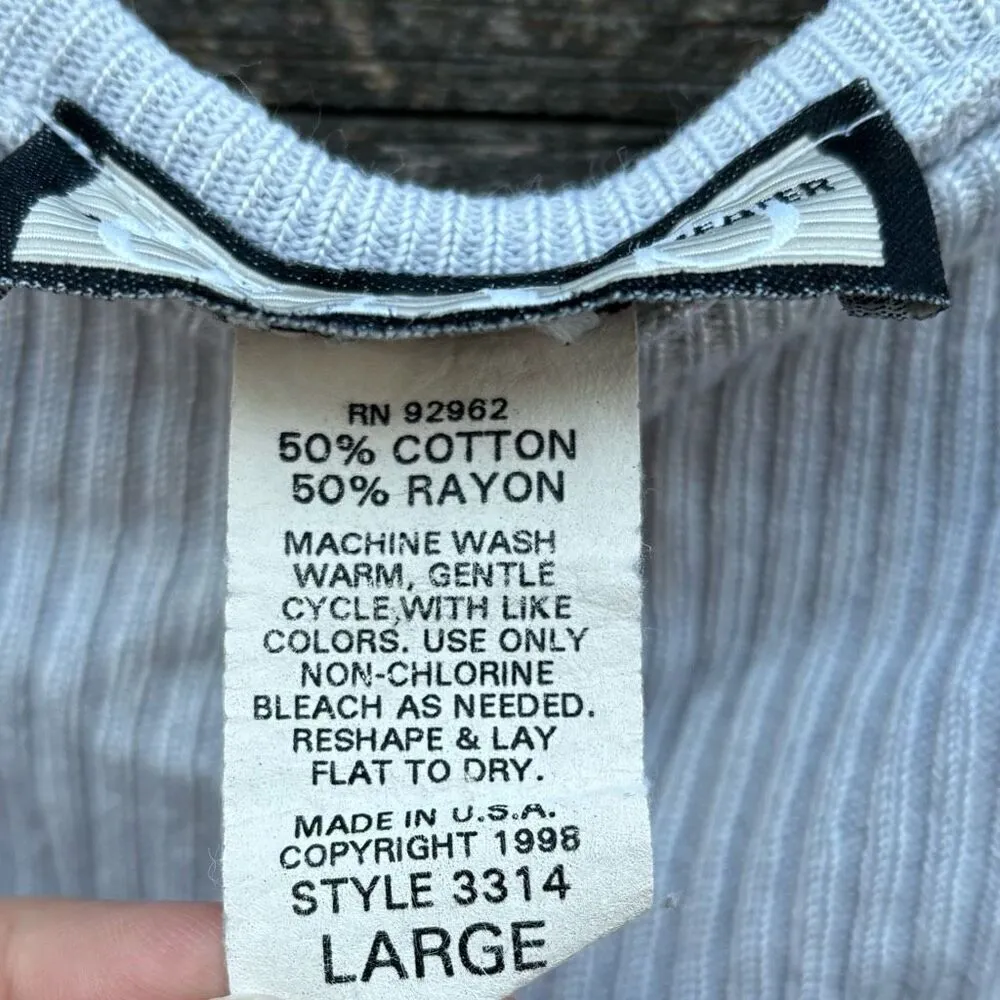 RN 92962
50% COTTON
50% RAYON
MACHINE WASH
WARM, GENTLE
CYCLE,WITH LIKE
COLORS. USE ONLY
NON-CHLORINE
BLEACH AS NEEDED.
RESHAPE & LAY
FLAT TO DRY.
MADE IN U.S.A.
COPYRIGHT 1998
STYLE 3314
LARGE